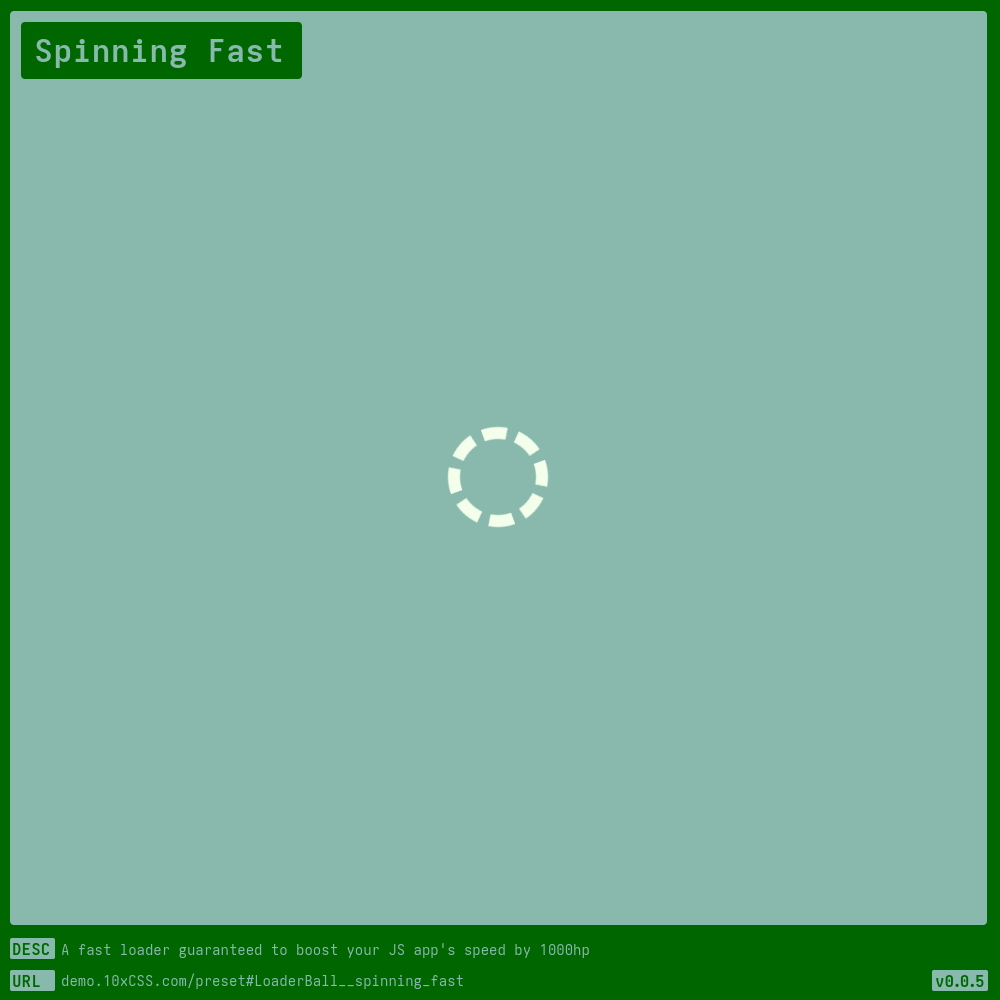 Spinning Fast
DESC A fast loader guaranteed to boost your JS app's speed by 1000hp
URL demo.10xCSS.com/preset#LoaderBall__spinning_fast v0.0.5